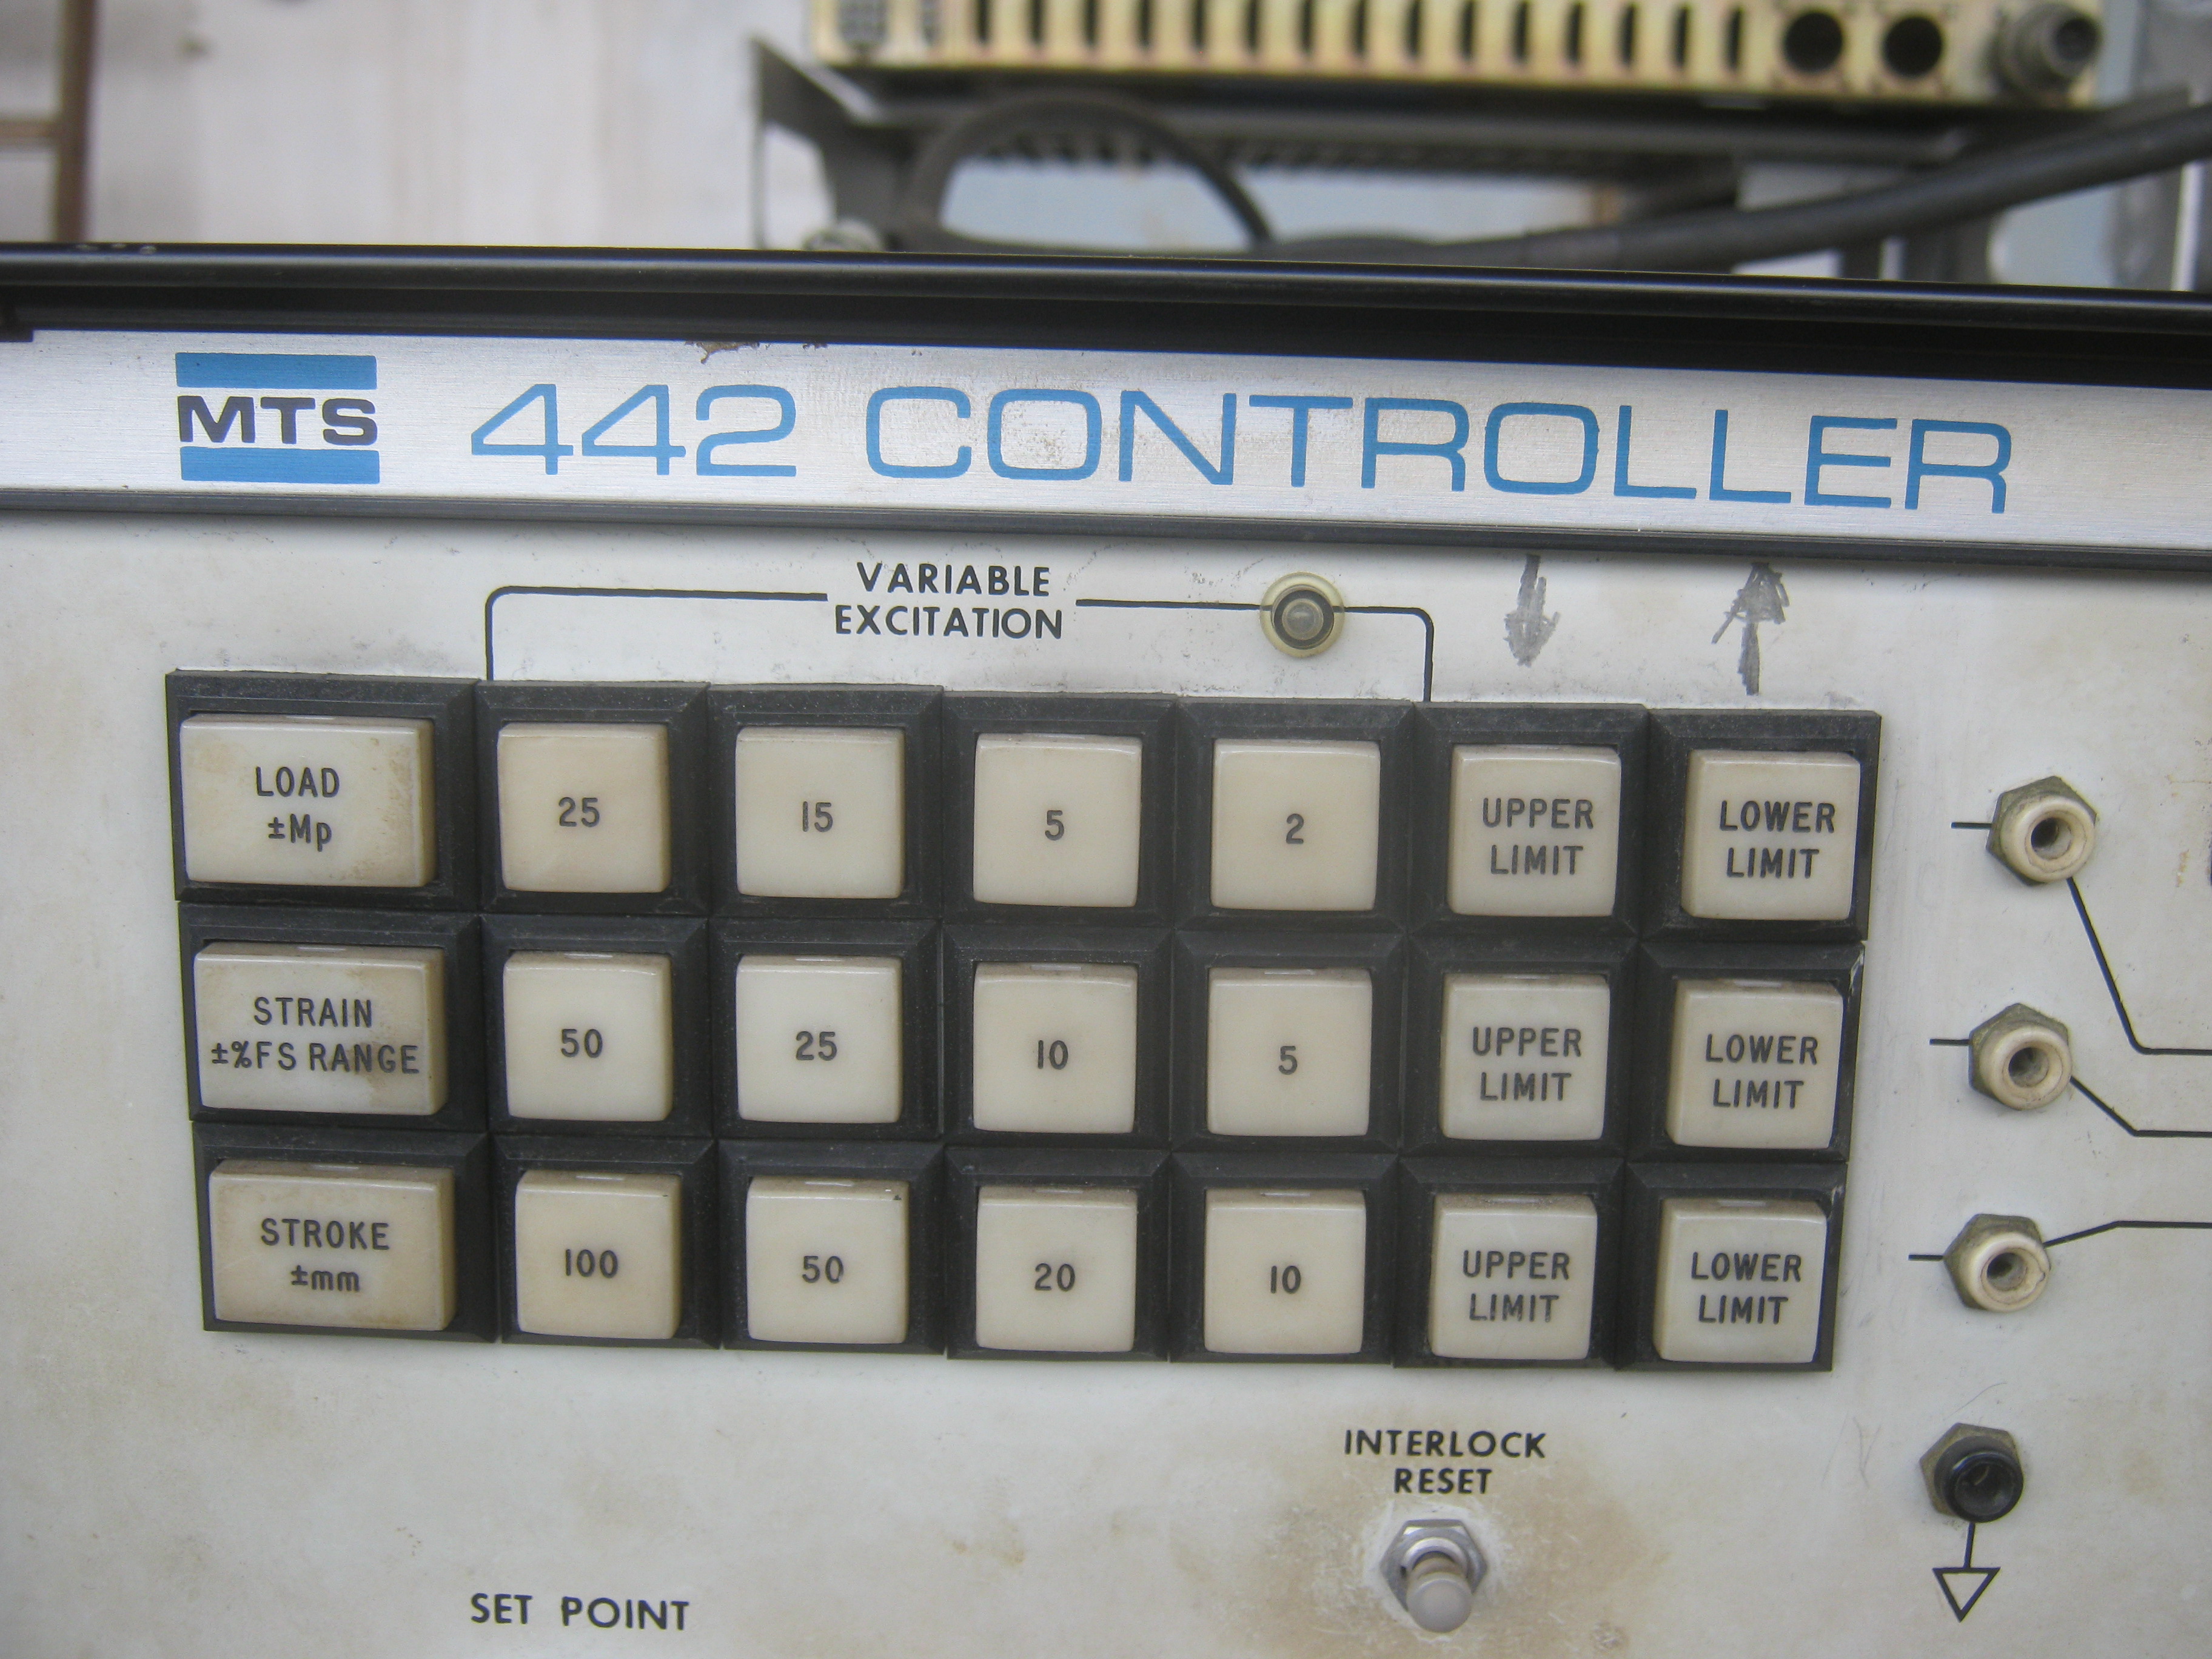 MTS 442 CONTROLLER
VARIABLE
EXCITATION
LOAD
±Mp
25
15
5
2
UPPER
LIMIT
LOWER
LIMIT
STRAIN
±%FS RANGE
50
25
10
5
UPPER
LIMIT
LOWER
LIMIT
STROKE
±mm
100
50
20
10
UPPER
LIMIT
LOWER
LIMIT
INTERLOCK
RESET
SET POINT